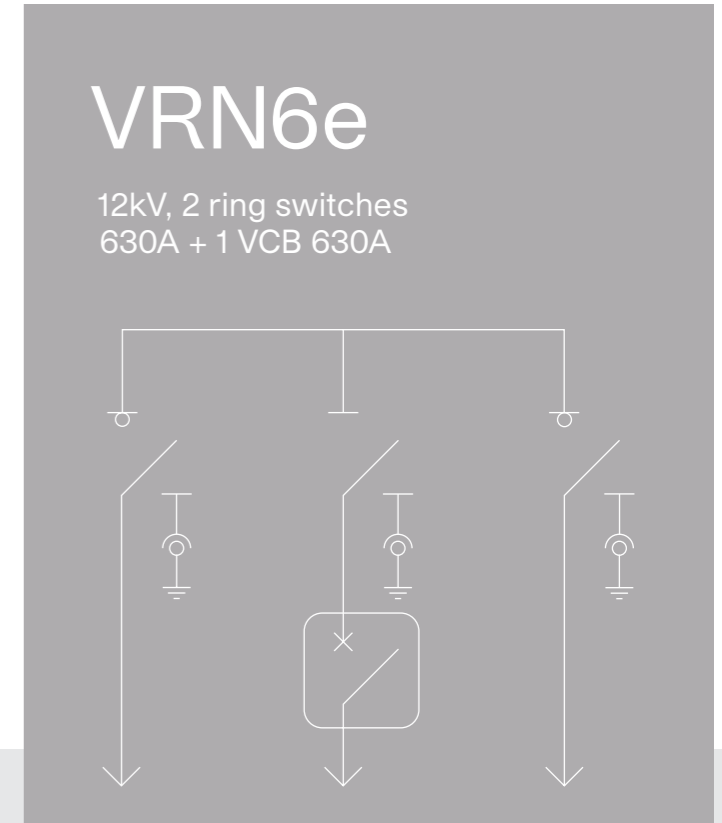 VRN6e
12kV, 2 ring switches
630A + 1 VCB 630A